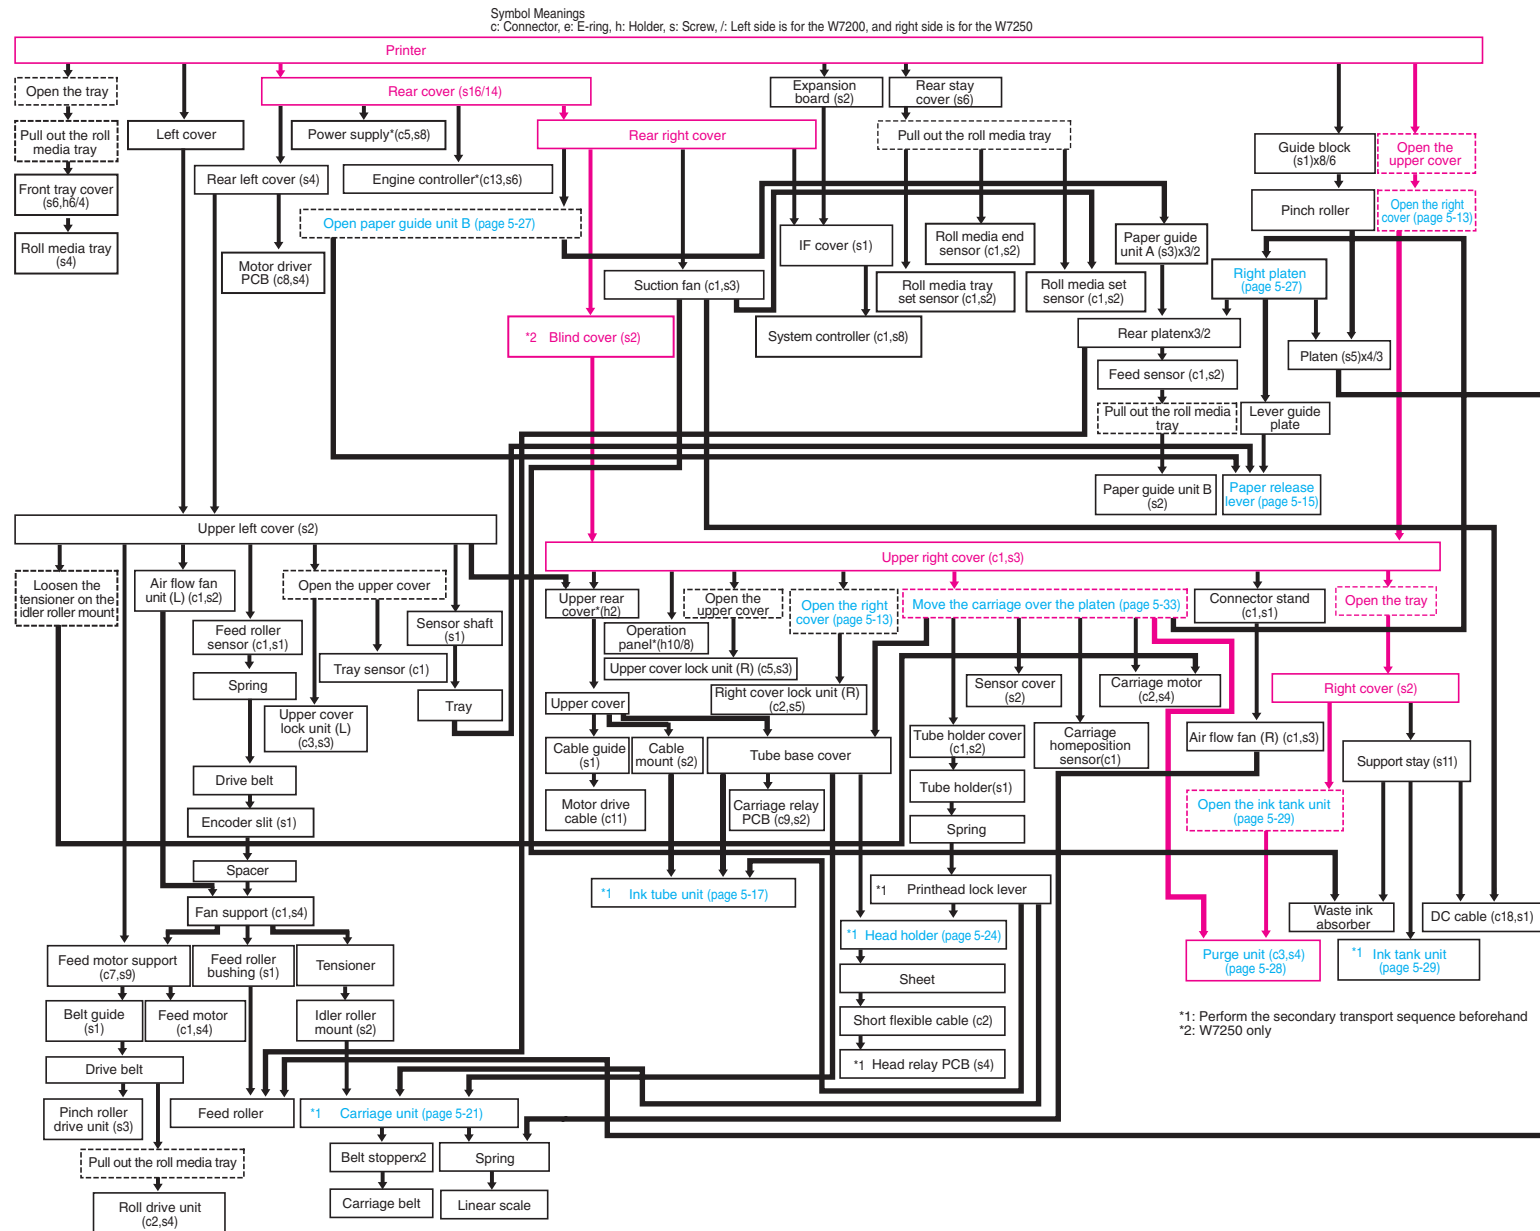 Symbol Meanings
c: Connector, e: E-ring, h: Holder, s: Screw, /: Left side is for the W7200, and right side is for the W7250
Printer
Open the tray
Rear cover (s16/14)
Expansion
board (s2)
Rear stay
cover (s6)
Pull out the roll
media tray
Left cover
Power supply*(c5,s8)
Rear right cover
Pull out the roll media tray
Guide block
(s1)x8/6
Open the
upper cover
Front tray cover
(s6,h6/4)
Rear left cover (s4)
Engine controller*(c13,s6)
Open paper guide unit B (page 5-27)
Pinch roller
Open the right
cover (page 5-13)
Roll media tray
(s4)
Motor driver
PCB (c8,s4)
IF cover (s1)
Roll media end
sensor (c1,s2)
Paper guide
unit A (s3)x3/2
Suction fan (c1,s3)
Roll media tray
set sensor (c1,s2)
Roll media set
sensor (c1,s2)
Right platen
(page 5-27)
*2 Blind cover (s2)
System controller (c1,s8)
Rear platenx3/2
Platen (s5)x4/3
Feed sensor (c1,s2)
Pull out the roll media
tray
Lever guide
plate
Paper guide unit B
(s2)
Paper release
lever (page 5-15)
Upper left cover (s2)
Upper right cover (c1,s3)
Loosen the
tensioner on the
idler roller mount
Air flow fan
unit (L) (c1,s2)
Open the upper cover
Upper rear
cover*(h2)
Open the
upper cover
Open the right
cover (page 5-13)
Move the carriage over the platen (page 5-33)
Connector stand
(c1,s1)
Open the tray
Feed roller
sensor (c1,s1)
Sensor shaft
(s1)
Operation
panel*(h10/8)
Tray sensor (c1)
Upper cover lock unit (R) (c5,s3)
Spring
Right cover lock unit (R)
(c2,s5)
Sensor cover
(s2)
Carriage motor
(c2,s4)
Right cover (s2)
Upper cover
lock unit (L)
(c3,s3)
Tray
Upper cover
Cable guide
(s1)
Cable
mount (s2)
Tube base cover
Tube holder cover
(c1,s2)
Carriage
homeposition
sensor(c1)
Air flow fan (R) (c1,s3)
Support stay (s11)
Drive belt
Motor drive
cable (c11)
Carriage relay
PCB (c9,s2)
Tube holder(s1)
Open the ink tank unit
(page 5-29)
Encoder slit (s1)
Spring
Spacer
*1 Ink tube unit (page 5-17)
*1 Printhead lock lever
Fan support (c1,s4)
Waste ink
absorber
DC cable (c18,s1)
*1 Head holder (page 5-24)
Feed motor support
(c7,s9)
Feed roller
bushing (s1)
Tensioner
Purge unit (c3,s4)
(page 5-28)
*1 Ink tank unit
(page 5-29)
Sheet
Belt guide
(s1)
Feed motor
(c1,s4)
Idler roller
mount (s2)
Short flexible cable (c2)
*1: Perform the secondary transport sequence beforehand
*2: W7250 only
Drive belt
*1 Head relay PCB (s4)
Pinch roller
drive unit (s3)
Feed roller
*1 Carriage unit (page 5-21)
Pull out the roll media tray
Belt stopperx2
Spring
Roll drive unit
(c2,s4)
Carriage belt
Linear scale